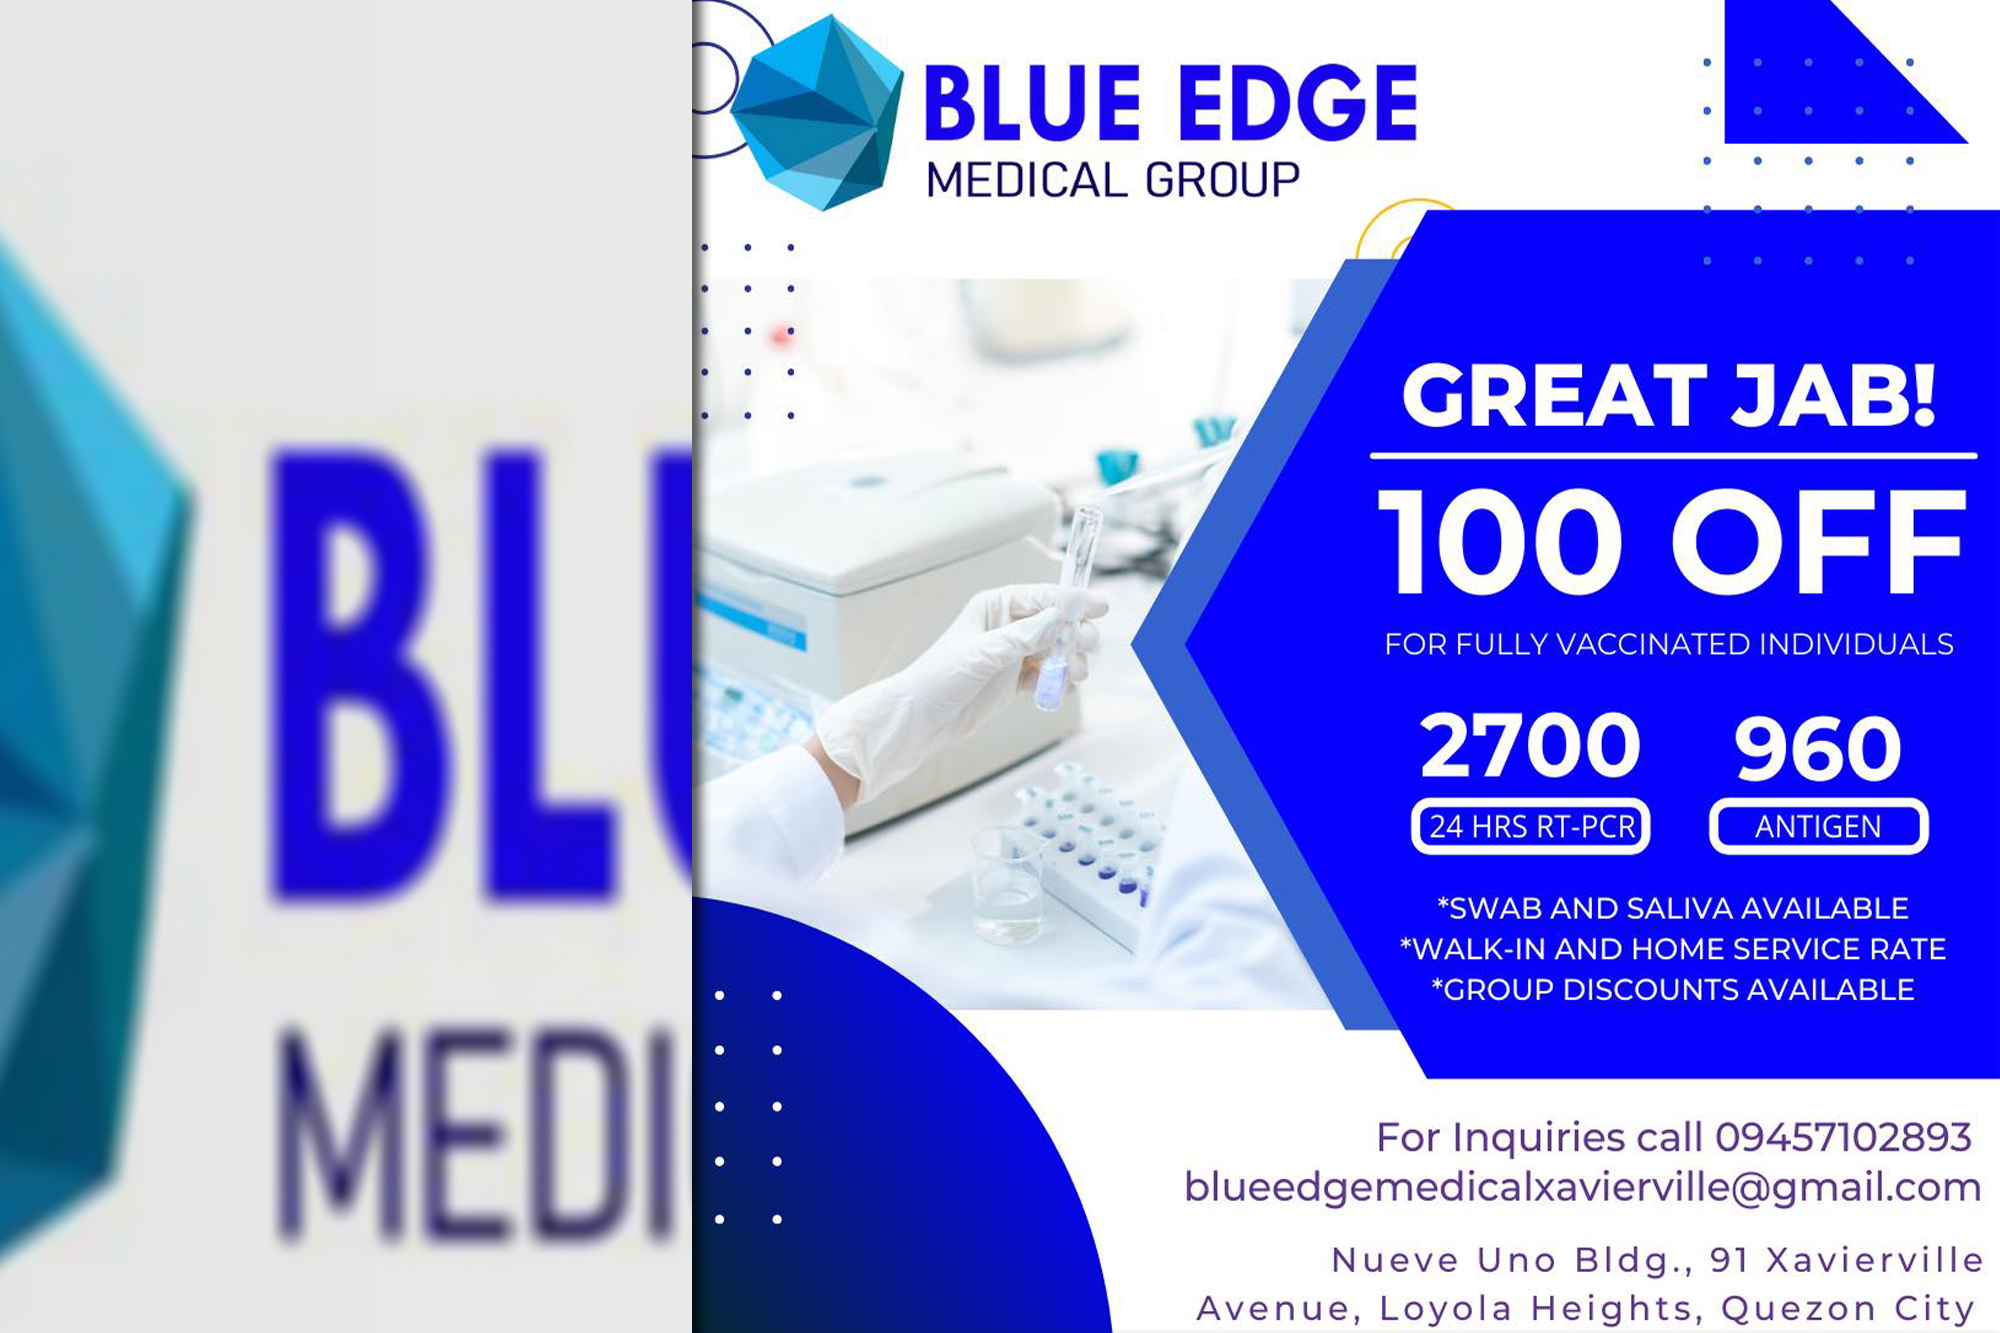 BLU
MEDI
BLUE EDGE
MEDICAL GROUP
GREAT JAB!
100 OFF
FOR FULLY VACCINATED INDIVIDUALS
2700 960
24 HRS RT-PCR ANTIGEN
*SWAB AND SALIVA AVAILABLE
*WALK-IN AND HOME SERVICE RATE
*GROUP DISCOUNTS AVAILABLE
For Inquiries call 09457102893
blueedgemedicalxavierville@gmail.com
Nueve Uno Bldg., 91 Xavierville
Avenue, Loyola Heights, Quezon City